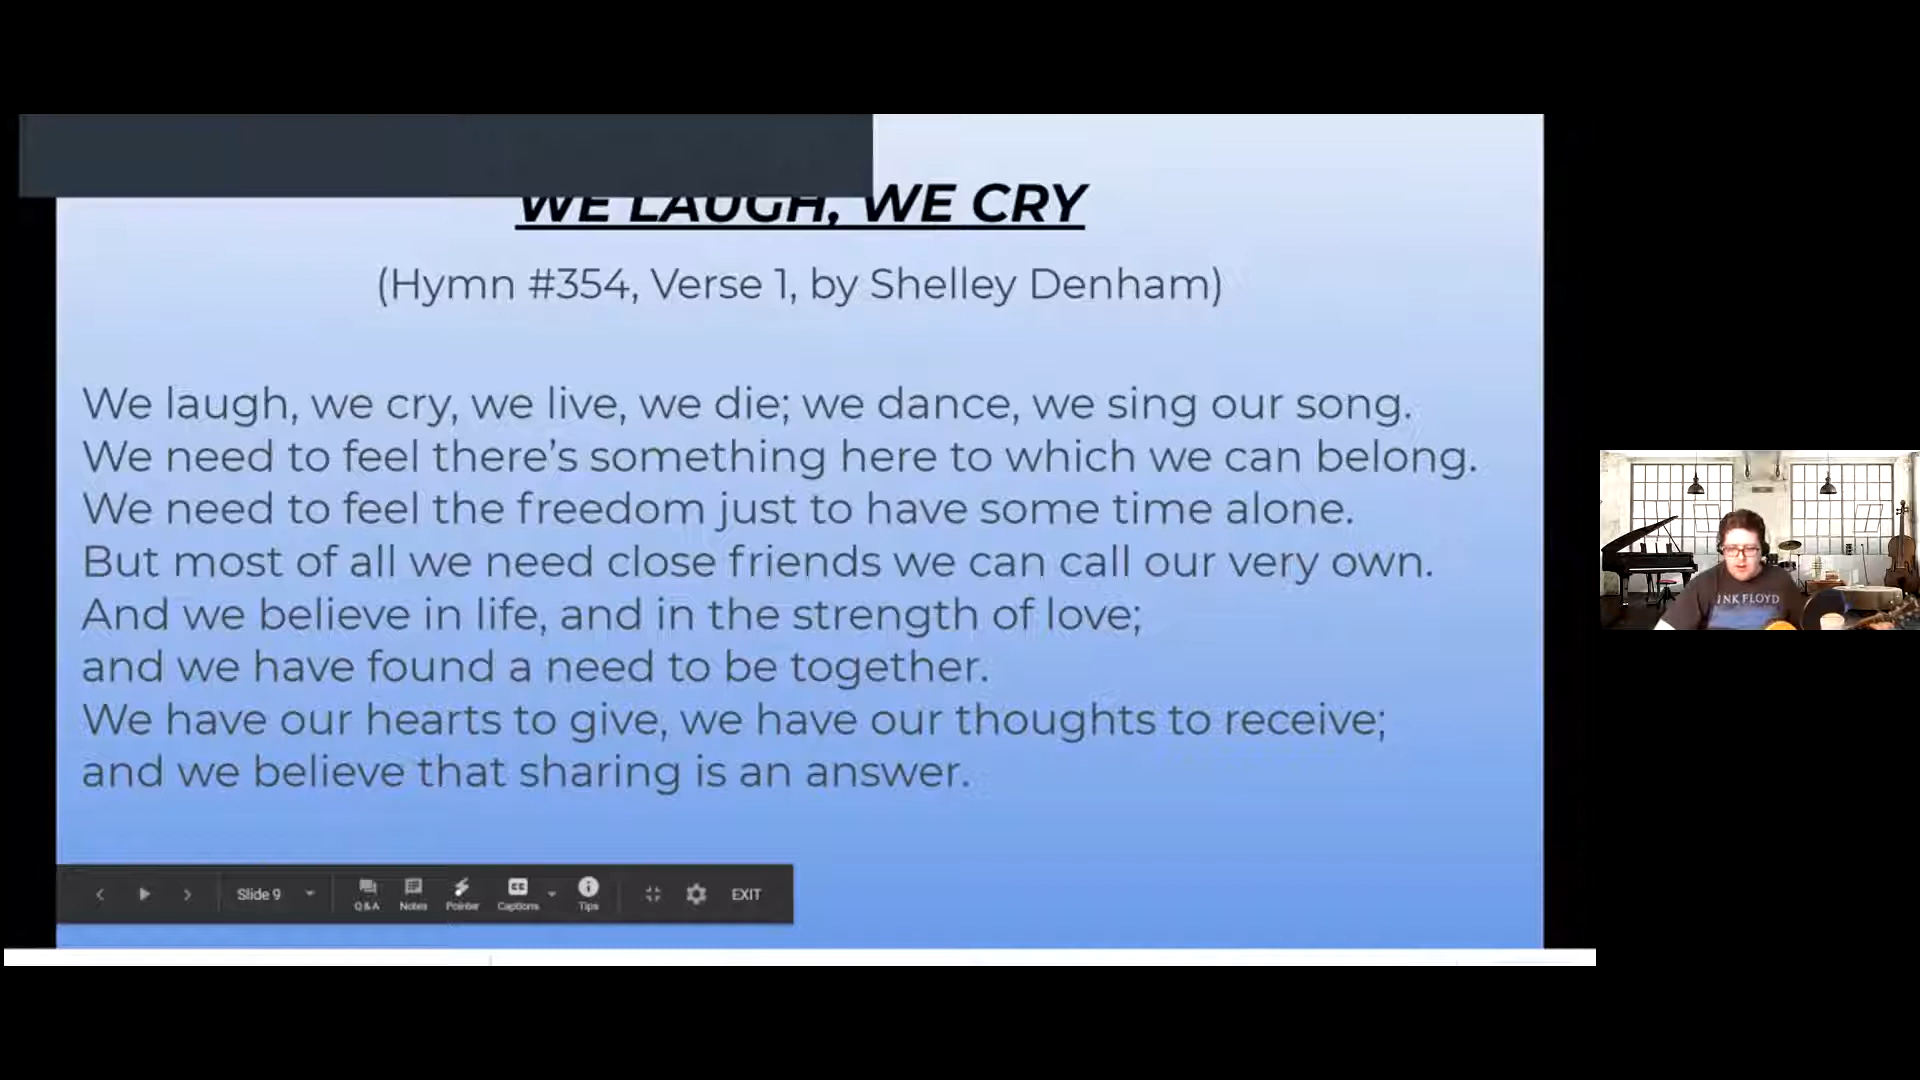 WE LAUGH, WE CRY
(Hymn #354, Verse 1, by Shelley Denham)
We laugh, we cry, we live, we die; we dance, we sing our song.
We need to feel there's something here to which we can belong.
We need to feel the freedom just to have some time alone.
But most of all we need close friends we can call our very own.
And we believe in life, and in the strength of love;
and we have found a need to be together.
We have our hearts to give, we have our thoughts to receive;
and we believe that sharing is an answer.
Slide 9
Q&A
Notes
Pointer
CC
Captions
Tips
EXIT
NK FLOYD